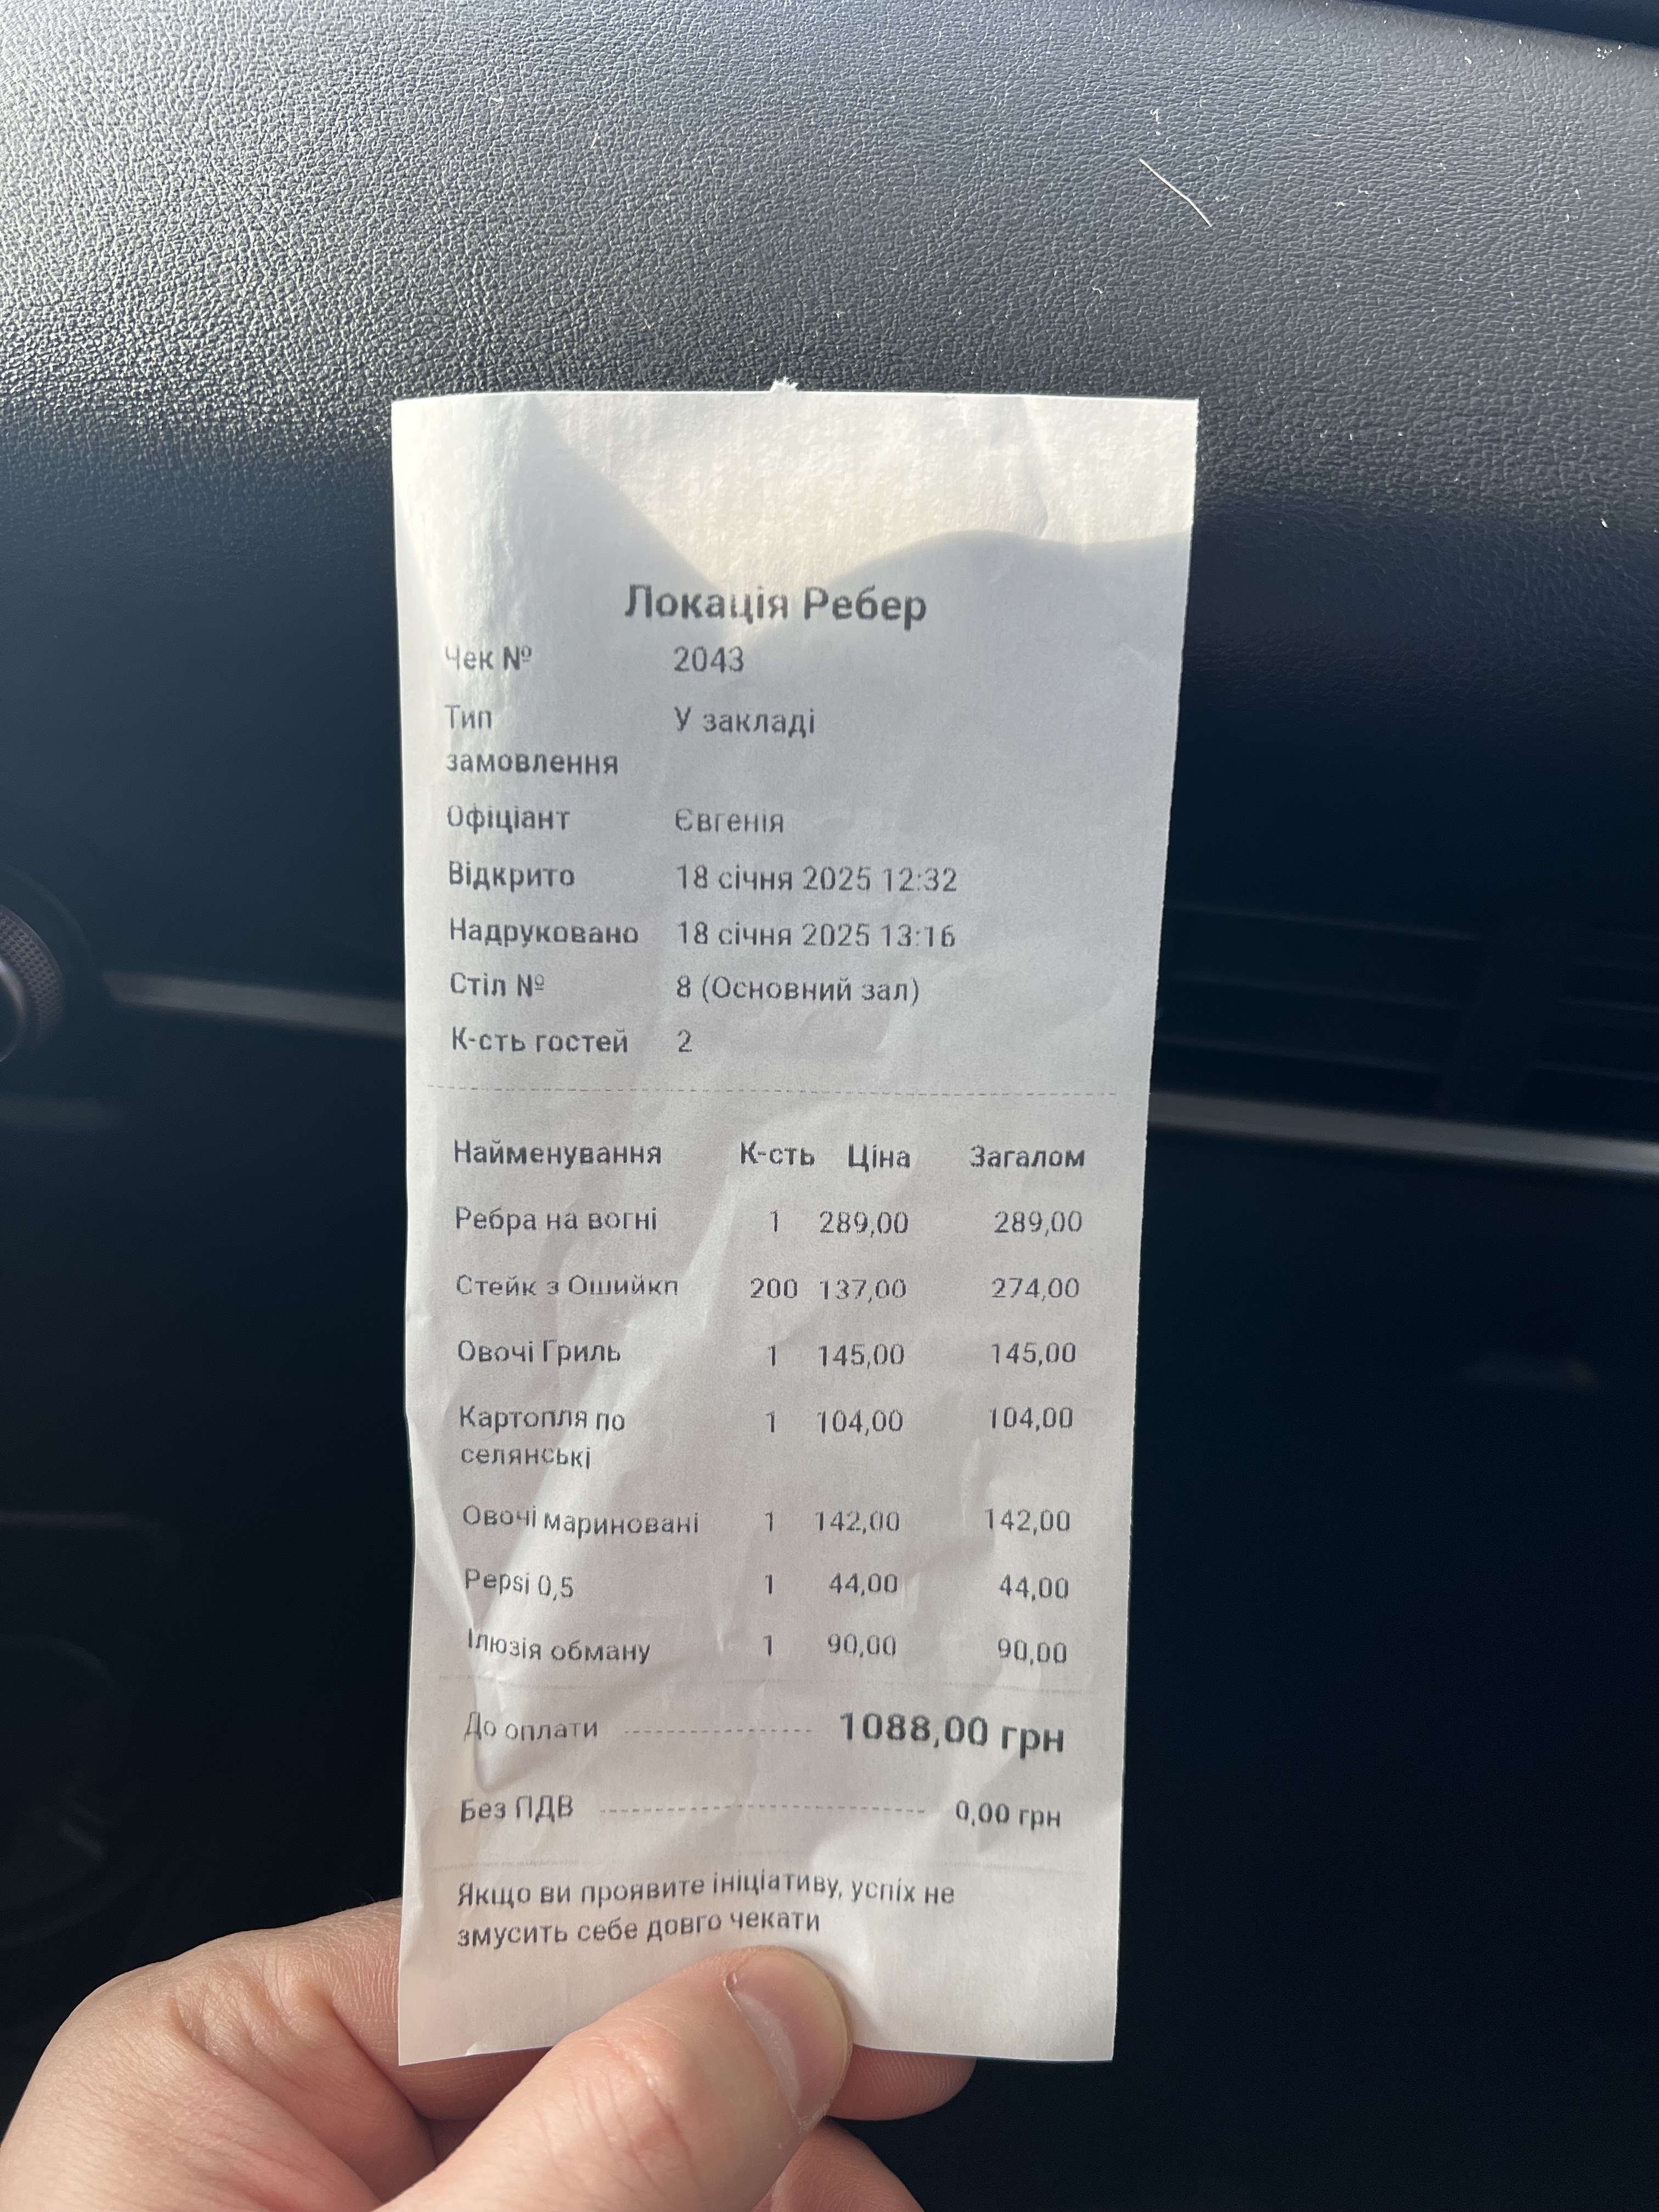 Локація Ребер
Чек № 2043
Тип У закладі
замовлення
Офіціант Євгенія
Відкрито 18 січня 2025 12:32
Надруковано 18 січня 2025 13:16
Стіл № 8 (Основний зал)
К-сть гостей 2
Найменування К-сть Ціна Загалом
Ребра на вогні 1 289,00 289,00
Стейк з Ошийкп 200 137,00 274,00
Овочі Гриль 1 145,00 145,00
Картопля по 1 104,00 104,00
селянські
Овочі мариновані 1 142,00 142,00
Pepsi 0,5 1 44,00 44,00
Ілюзія обману 1 90,00 90,00
До оплати 1088,00 грн
Без ПДВ 0,00 грн
Якщо ви проявите ініціативу, успіх не
змусить себе довго чекати